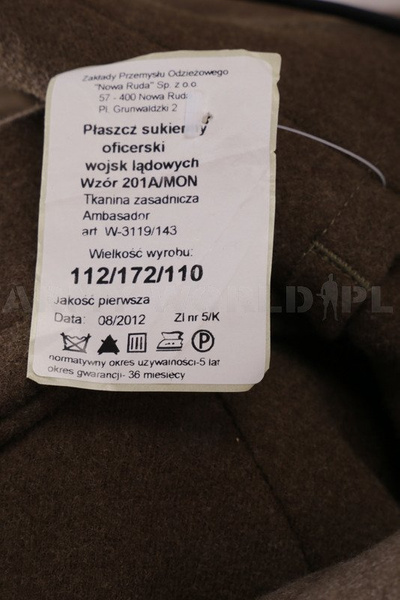 Zakłady Przemysłu Odzieżowego
"Nowa Ruda" Sp. z o.o.
57 - 400 Nowa Ruda
Pl. Grunwaldzki 2
Płaszcz sukienny
oficerski
wojsk lądowych
Wzór 201A/MON
Tkanina zasadnicza
Ambasador
art. W-3119/143
Wielkość wyrobu:
112/172/110
Jakość pierwsza
Data: 08/2012 Zl nr 5/K
P
normatywny okres używalności-5 lat
okres gwarancji- 36 miesięcy